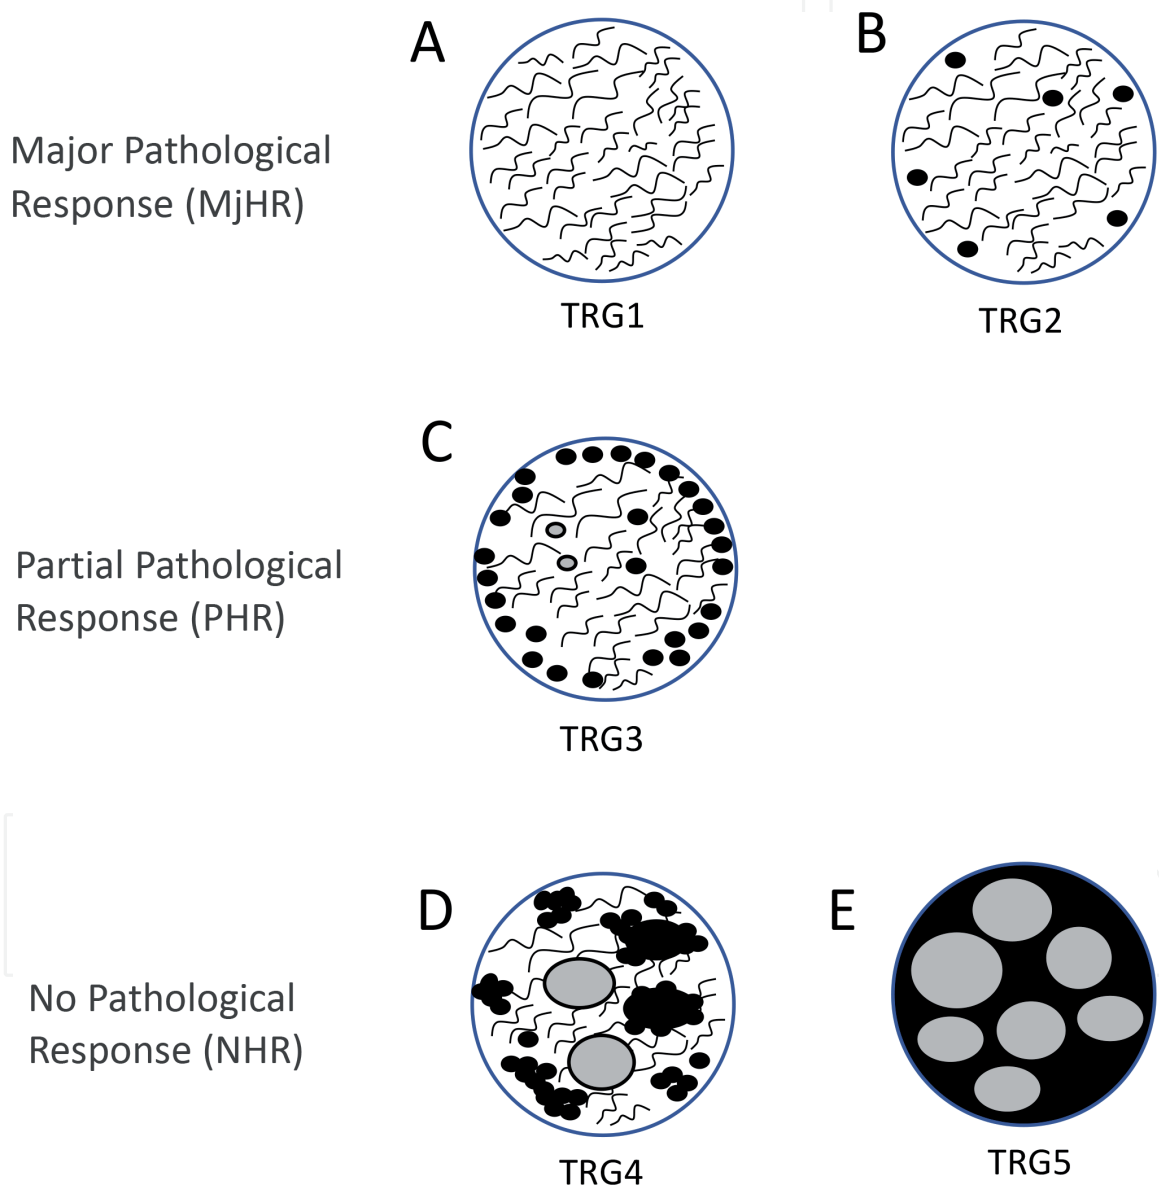 A
B
Major Pathological
Response (MjHR)
TRG1
TRG2
C
Partial Pathological
Response (PHR)
TRG3
D
E
No Pathological
Response (NHR)
TRG4
TRG5